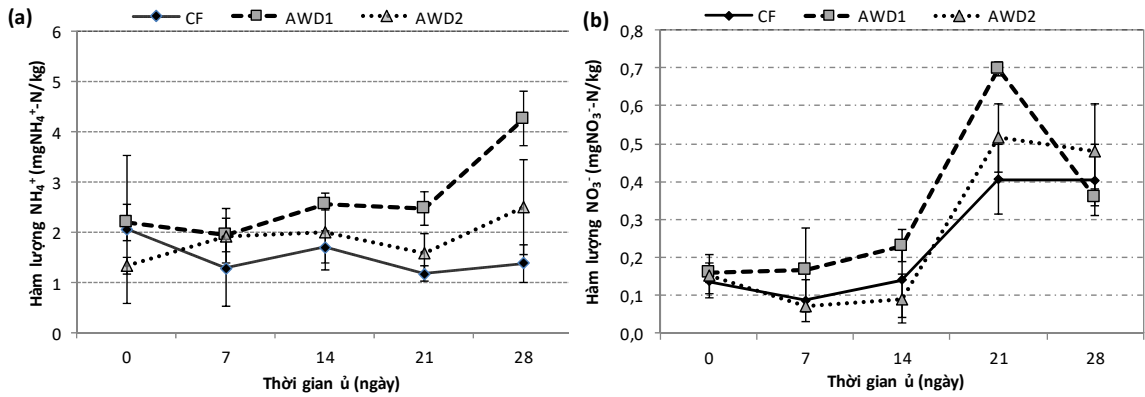 (a)
CF AWD1 AWD2
Hàm lượng NH₄⁺ (mgNH₄⁺-N/kg)
6
5
4
3
2
1
0
0 7 14 21 28
Thời gian ủ (ngày)
(b)
CF AWD1 AWD2
Hàm lượng NO₃⁻ (mgNO₃⁻-N/kg)
0,8
0,7
0,6
0,5
0,4
0,3
0,2
0,1
0,0
0 7 14 21 28
Thời gian ủ (ngày)